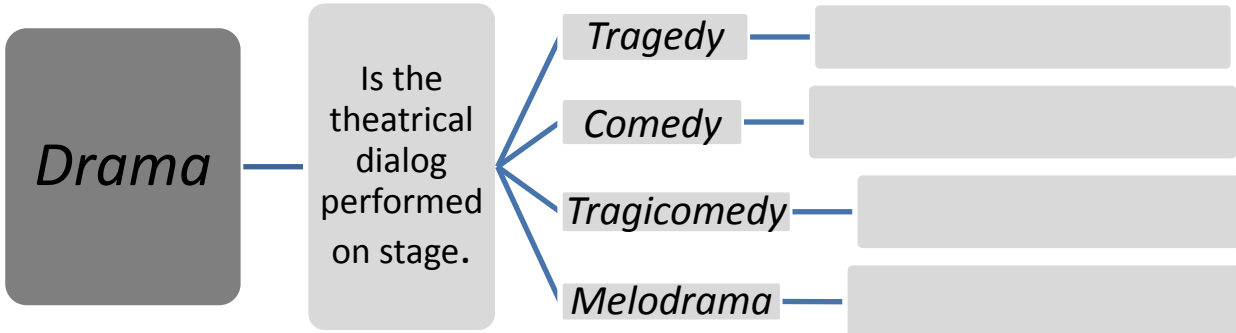 Drama
Is the
theatrical
dialog
performed
on stage.
Tragedy
Comedy
Tragicomedy
Melodrama